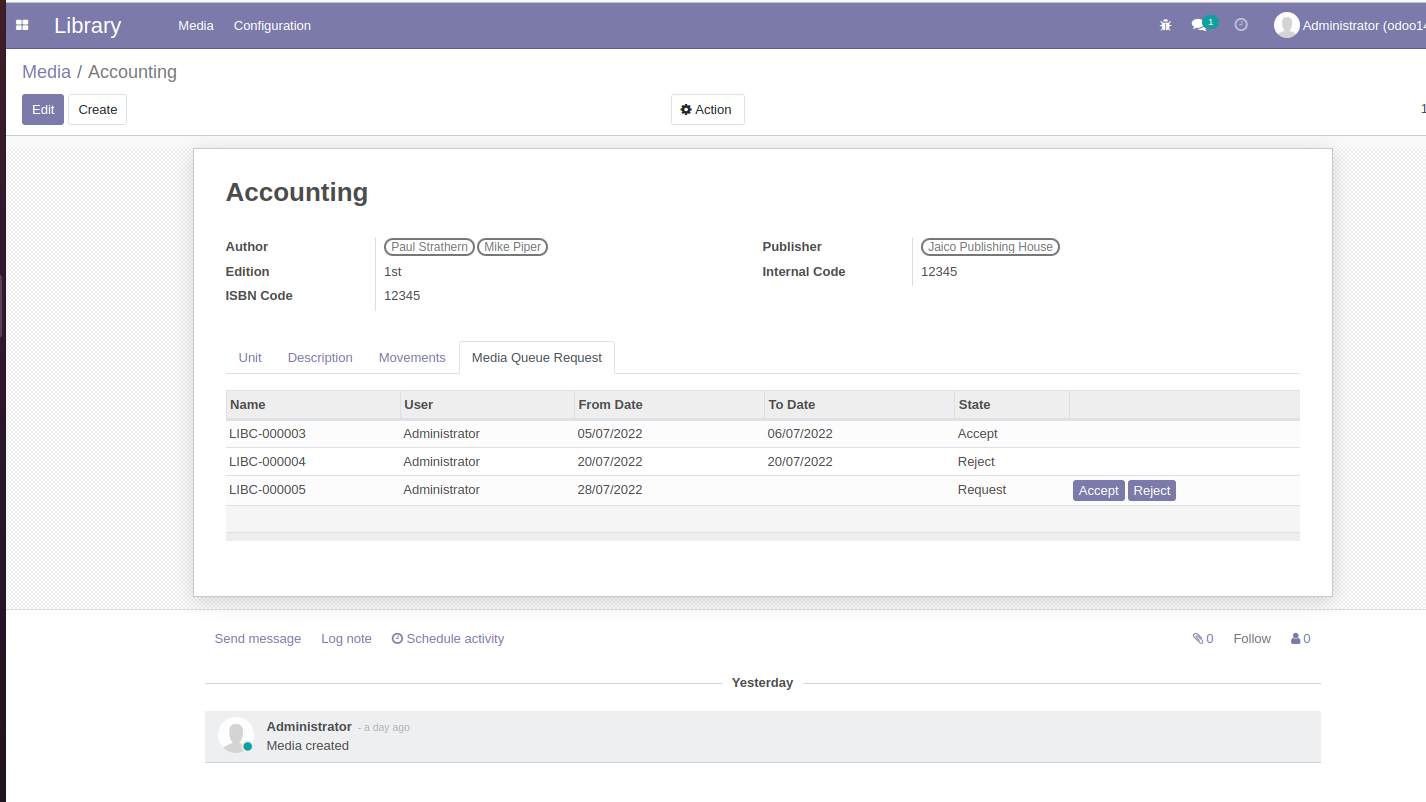 Library Media Configuration 1 Administrator (odoo14
Media / Accounting
Edit Create Action 1
Accounting
Author Paul Strathern Mike Piper Publisher Jaico Publishing House
Edition 1st Internal Code 12345
ISBN Code 12345
Unit Description Movements Media Queue Request
Name User From Date To Date State
LIBC-000003 Administrator 05/07/2022 06/07/2022 Accept
LIBC-000004 Administrator 20/07/2022 20/07/2022 Reject
LIBC-000005 Administrator 28/07/2022 Request Accept Reject
Send message Log note Schedule activity 0 Follow 0
Yesterday
Administrator - a day ago
Media created